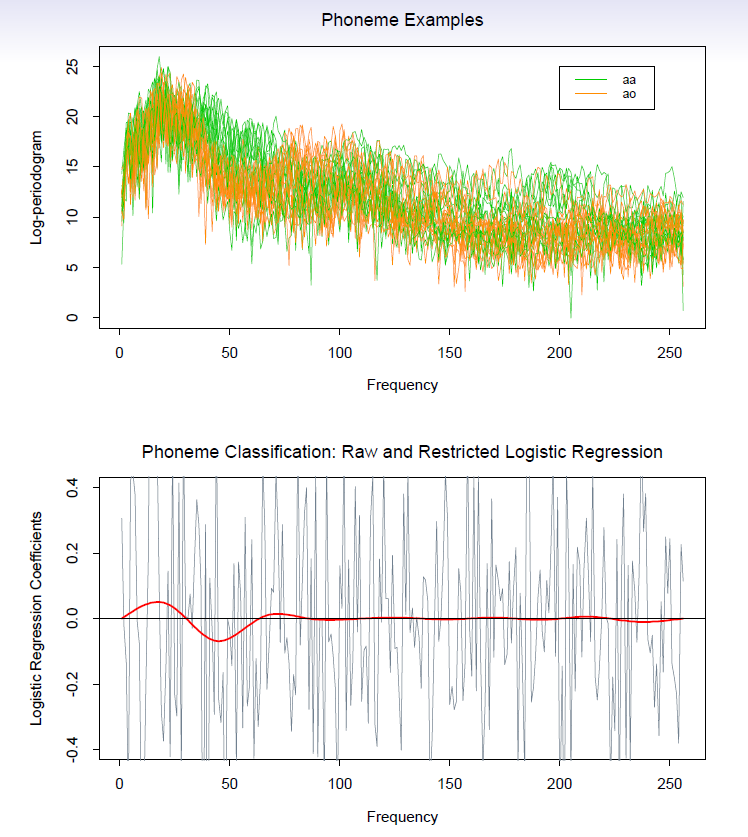 Phoneme Examples
25
20
15
10
5
0
Log-periodogram
aa
ao
0 50 100 150 200 250
Frequency
Phoneme Classification: Raw and Restricted Logistic Regression
0.4
0.2
0.0
-0.2
-0.4
Logistic Regression Coefficients
0 50 100 150 200 250
Frequency